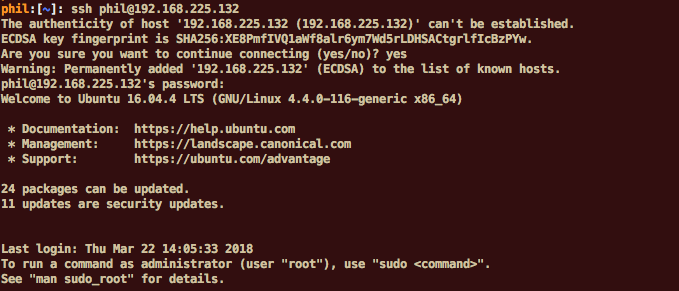 phil:[~]: ssh phil@192.168.225.132
The authenticity of host '192.168.225.132 (192.168.225.132)' can't be established.
ECDSA key fingerprint is SHA256:XE8PmfIVQ1aWf8alr6ym7Wd5rLDHSACtgrlfIcBzPYw.
Are you sure you want to continue connecting (yes/no)? yes
Warning: Permanently added '192.168.225.132' (ECDSA) to the list of known hosts.
phil@192.168.225.132's password:
Welcome to Ubuntu 16.04.4 LTS (GNU/Linux 4.4.0-116-generic x86_64)
* Documentation:  https://help.ubuntu.com
* Management:     https://landscape.canonical.com
* Support:        https://ubuntu.com/advantage
24 packages can be updated.
11 updates are security updates.
Last login: Thu Mar 22 14:05:33 2018
To run a command as administrator (user "root"), use "sudo <command>".
See "man sudo_root" for details.